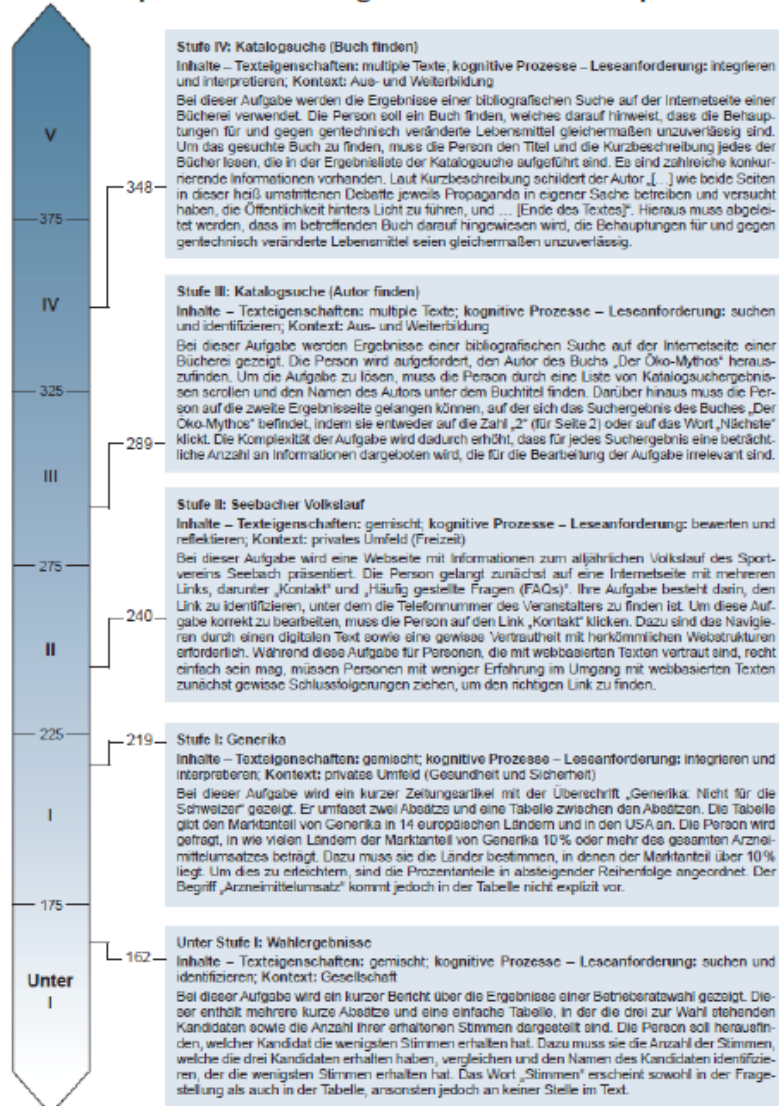 Stufe IV: Katalogsuche (Buch finden)
Inhalte – Texteigenschaften: multiple Texte; kognitive Prozesse – Leseanforderung: integrieren
und interpretieren; Kontext: Aus- und Weiterbildung
Bei dieser Aufgabe werden die Ergebnisse einer bibliografischen Suche auf der Internetseite einer
Bücherei verwendet. Die Person soll ein Buch finden, welches darauf hinweist, dass die Behaup-
tungen für und gegen gentechnisch veränderte Lebensmittel gleichermaßen unzuverlässig sind.
Um das gesuchte Buch zu finden, muss die Person den Titel und die Kurzbeschreibung jedes der
Bücher lesen, die in der Ergebnisliste der Katalogsuche aufgeführt sind. Es sind zahlreiche konkur-
rierende Informationen vorhanden. Laut Kurzbeschreibung schildert der Autor „[…] wie beide Seiten
in dieser heiß umstrittenen Debatte jeweils Propaganda in eigener Sache betreiben und versucht
haben, die Öffentlichkeit hinters Licht zu führen, und … [Ende des Textes]“. Hieraus muss abgelei-
tet werden, dass im betreffenden Buch darauf hingewiesen wird, die Behauptungen für und gegen
gentechnisch veränderte Lebensmittel seien gleichermaßen unzuverlässig.
V
348
375
IV
Stufe III: Katalogsuche (Autor finden)
Inhalte – Texteigenschaften: multiple Texte; kognitive Prozesse – Leseanforderung: suchen
und identifizieren; Kontext: Aus- und Weiterbildung
Bei dieser Aufgabe werden Ergebnisse einer bibliografischen Suche auf der Internetseite einer
Bücherei gezeigt. Die Person wird aufgefordert, den Autor des Buchs „Der Öko-Mythos“ heraus-
zufinden. Um die Aufgabe zu lösen, muss die Person durch eine Liste von Katalogsuchergebnis-
sen scrollen und den Namen des Autors unter dem Buchtitel finden. Darüber hinaus muss die Per-
son auf die zweite Ergebnisseite gelangen können, auf der sich das Suchergebnis des Buches „Der
Öko-Mythos“ befindet, indem sie entweder auf die Zahl „2“ (für Seite 2) oder auf das Wort „Nächste“
klickt. Die Komplexität der Aufgabe wird dadurch erhöht, dass für jedes Suchergebnis eine beträcht-
liche Anzahl an Informationen dargeboten wird, die für die Bearbeitung der Aufgabe irrelevant sind.
325
289
III
Stufe II: Seebacher Volkslauf
Inhalte – Texteigenschaften: gemischt; kognitive Prozesse – Leseanforderung: bewerten und
reflektieren; Kontext: privates Umfeld (Freizeit)
Bei dieser Aufgabe wird eine Webseite mit Informationen zum alljährlichen Volkslauf des Sport-
vereins Seebach präsentiert. Die Person gelangt zunächst auf eine Internetseite mit mehreren
Links, darunter „Kontakt“ und „Häufig gestellte Fragen (FAQs)“. Ihre Aufgabe besteht darin, den
Link zu identifizieren, unter dem die Telefonnummer des Veranstalters zu finden ist. Um diese Auf-
gabe korrekt zu bearbeiten, muss die Person auf den Link „Kontakt“ klicken. Dazu sind das Navigie-
ren durch einen digitalen Text sowie eine gewisse Vertrautheit mit herkömmlichen Webstrukturen
erforderlich. Während diese Aufgabe für Personen, die mit webbasierten Texten vertraut sind, recht
einfach sein mag, müssen Personen mit weniger Erfahrung im Umgang mit webbasierten Texten
zunächst gewisse Schlussfolgerungen ziehen, um den richtigen Link zu finden.
275
240
II
225
219
Stufe I: Generika
Inhalte – Texteigenschaften: gemischt; kognitive Prozesse – Leseanforderung: integrieren und
interpretieren; Kontext: privates Umfeld (Gesundheit und Sicherheit)
Bei dieser Aufgabe wird ein kurzer Zeitungsartikel mit der Überschrift „Generika: Nicht für die
Schweizer“ gezeigt. Er umfasst zwei Absätze und eine Tabelle zwischen den Absätzen. Die Tabelle
gibt den Marktanteil von Generika in 14 europäischen Ländern und in den USA an. Die Person wird
gefragt, in wie vielen Ländern der Marktanteil von Generika 10 % oder mehr des gesamten Arznei-
mittelumsatzes beträgt. Dazu muss sie die Länder bestimmen, in denen der Marktanteil über 10 %
liegt. Um dies zu erleichtern, sind die Prozentanteile in absteigender Reihenfolge angeordnet. Der
Begriff „Arzneimittelumsatz“ kommt jedoch in der Tabelle nicht explizit vor.
I
175
162
Unter
I
Unter Stufe I: Wahlergebnisse
Inhalte – Texteigenschaften: gemischt; kognitive Prozesse – Leseanforderung: suchen und
identifizieren; Kontext: Gesellschaft
Bei dieser Aufgabe wird ein kurzer Bericht über die Ergebnisse einer Betriebsratswahl gezeigt. Die-
ser enthält mehrere kurze Absätze und eine einfache Tabelle, in der die drei zur Wahl stehenden
Kandidaten sowie die Anzahl ihrer erhaltenen Stimmen dargestellt sind. Die Person soll herausfin-
den, welcher Kandidat die wenigsten Stimmen erhalten hat. Dazu muss sie die Anzahl der Stimmen,
welche die drei Kandidaten erhalten haben, vergleichen und den Namen des Kandidaten identifizie-
ren, der die wenigsten Stimmen erhalten hat. Das Wort „Stimmen“ erscheint sowohl in der Frage-
stellung als auch in der Tabelle, ansonsten jedoch an keiner Stelle im Text.